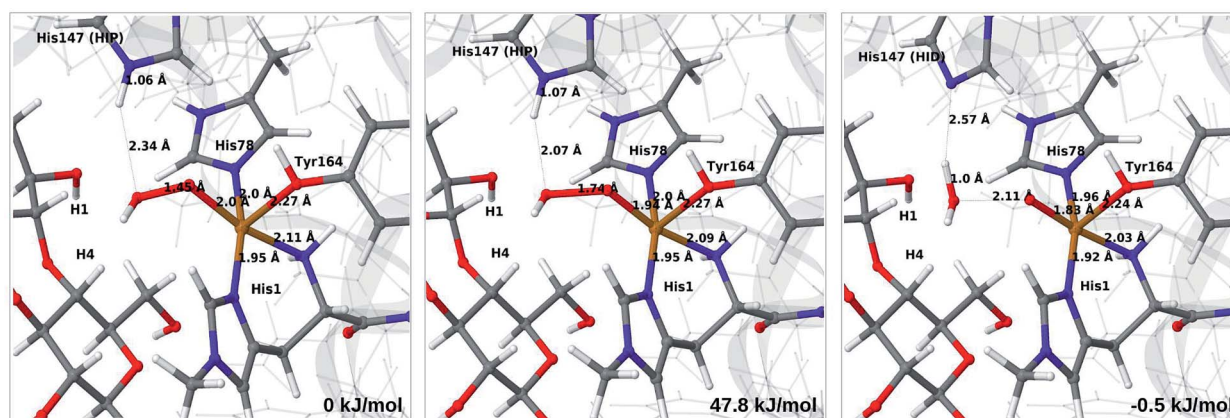 His147 (HIP)
1.06 Å
2.34 Å
His78
Tyr164
1.45 Å
2.0 Å
2.0 Å
2.27 Å
H1
2.11 Å
H4
1.95 Å
His1
0 kJ/mol
His147 (HIP)
1.07 Å
2.07 Å
His78
Tyr164
1.74 Å
2.0 Å
1.94 Å
2.27 Å
H1
2.09 Å
H4
1.95 Å
His1
47.8 kJ/mol
His147 (HID)
2.57 Å
His78
Tyr164
1.0 Å
2.11 Å
1.96 Å
1.83 Å
2.24 Å
H1
2.03 Å
H4
1.92 Å
His1
-0.5 kJ/mol